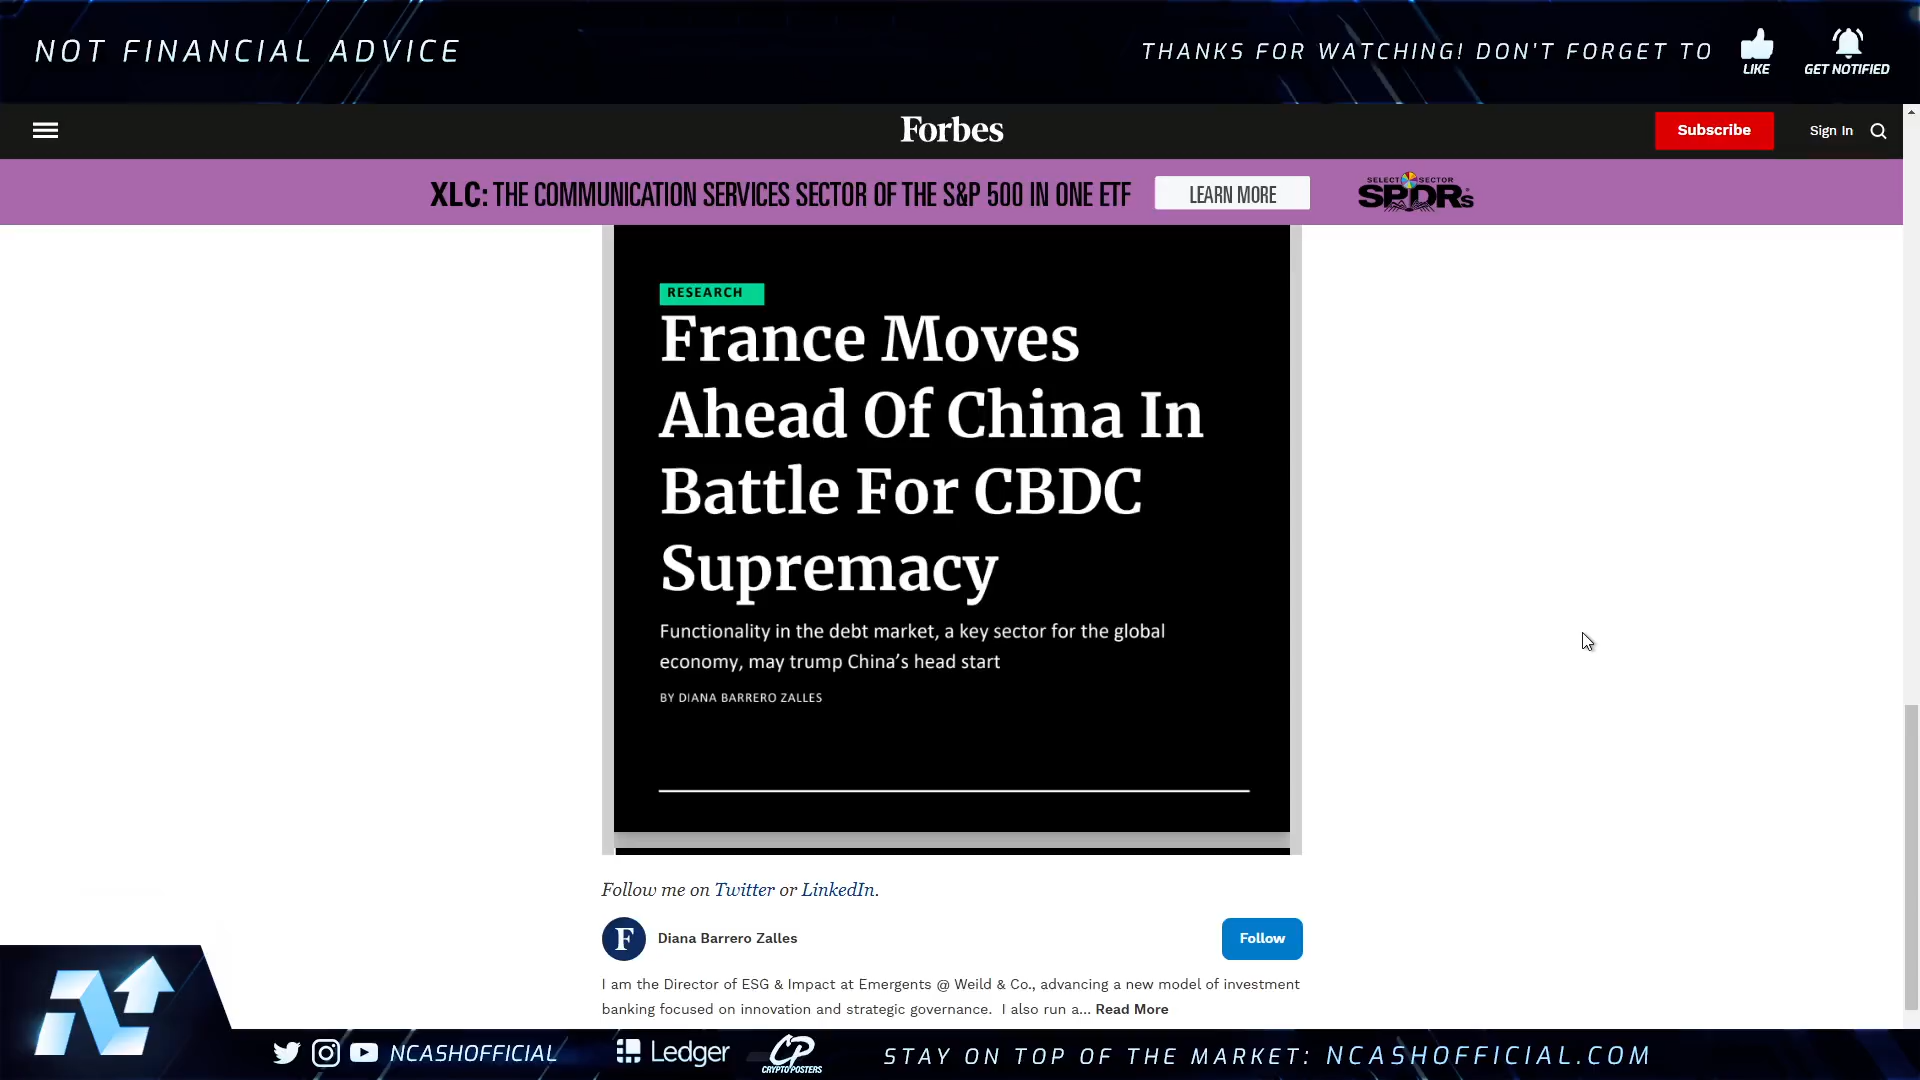 NOT FINANCIAL ADVICE
THANKS FOR WATCHING! DON'T FORGET TO
LIKE
GET NOTIFIED
Forbes
Subscribe
Sign In
XLC: THE COMMUNICATION SERVICES SECTOR OF THE S&P 500 IN ONE ETF
LEARN MORE
SELECT SECTOR
SPDRs
RESEARCH
France Moves
Ahead Of China In
Battle For CBDC
Supremacy
Functionality in the debt market, a key sector for the global
economy, may trump China's head start
BY DIANA BARRERO ZALLES
Follow me on Twitter or LinkedIn.
F
Diana Barrero Zalles
Follow
I am the Director of ESG & Impact at Emergents @ Weild & Co., advancing a new model of investment
banking focused on innovation and strategic governance. I also run a... Read More
NCASHOFFICIAL
Ledger
CP
CRYPTOPOSTERS
STAY ON TOP OF THE MARKET: NCASHOFFICIAL.COM